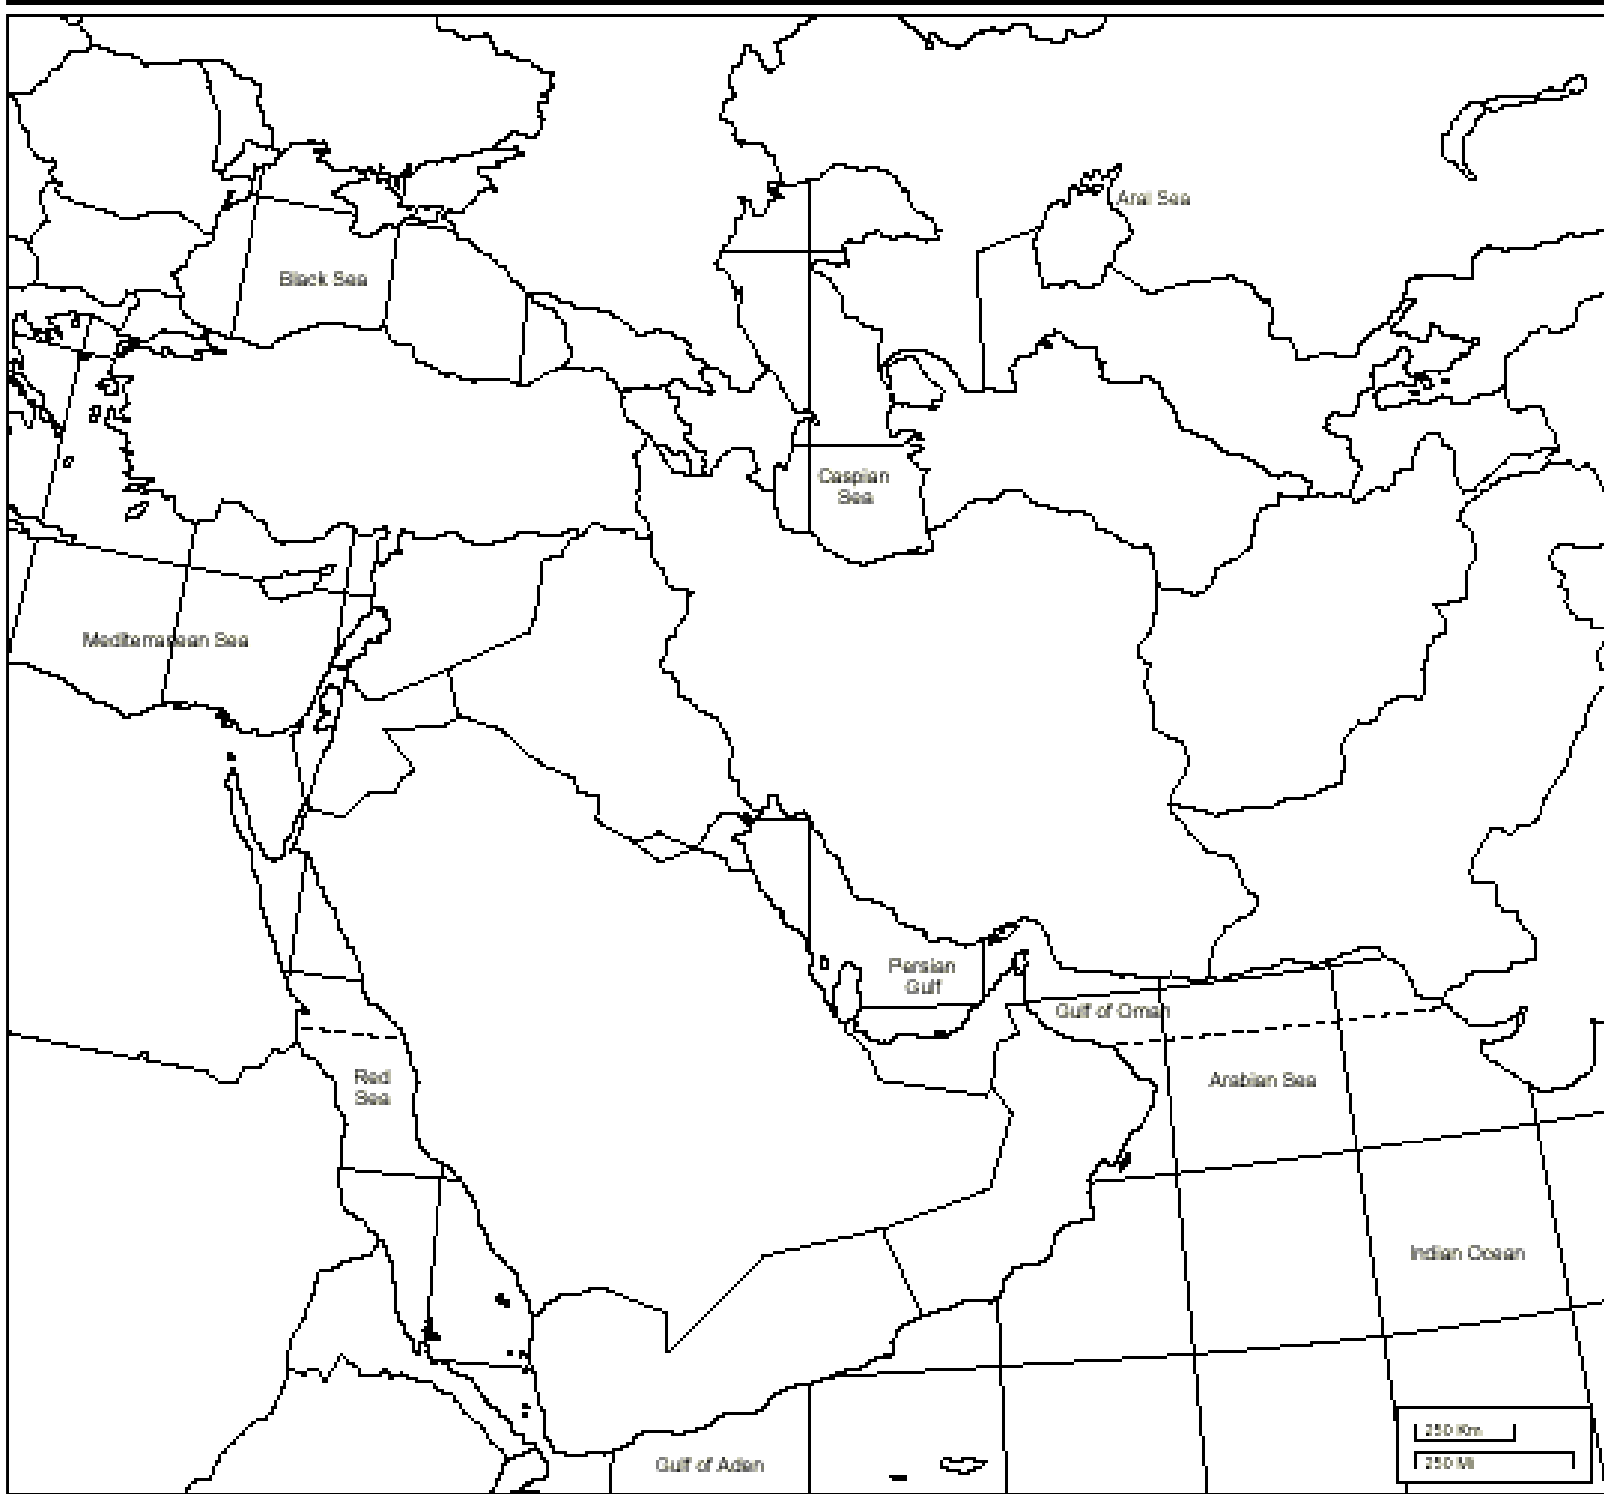 Aral Sea
Black Sea
Caspian
Sea
Mediterranean Sea
Persian
Gulf
Gulf of Oman
Red
Sea
Arabian Sea
Indian Ocean
Gulf of Aden
250 Km
250 Mi